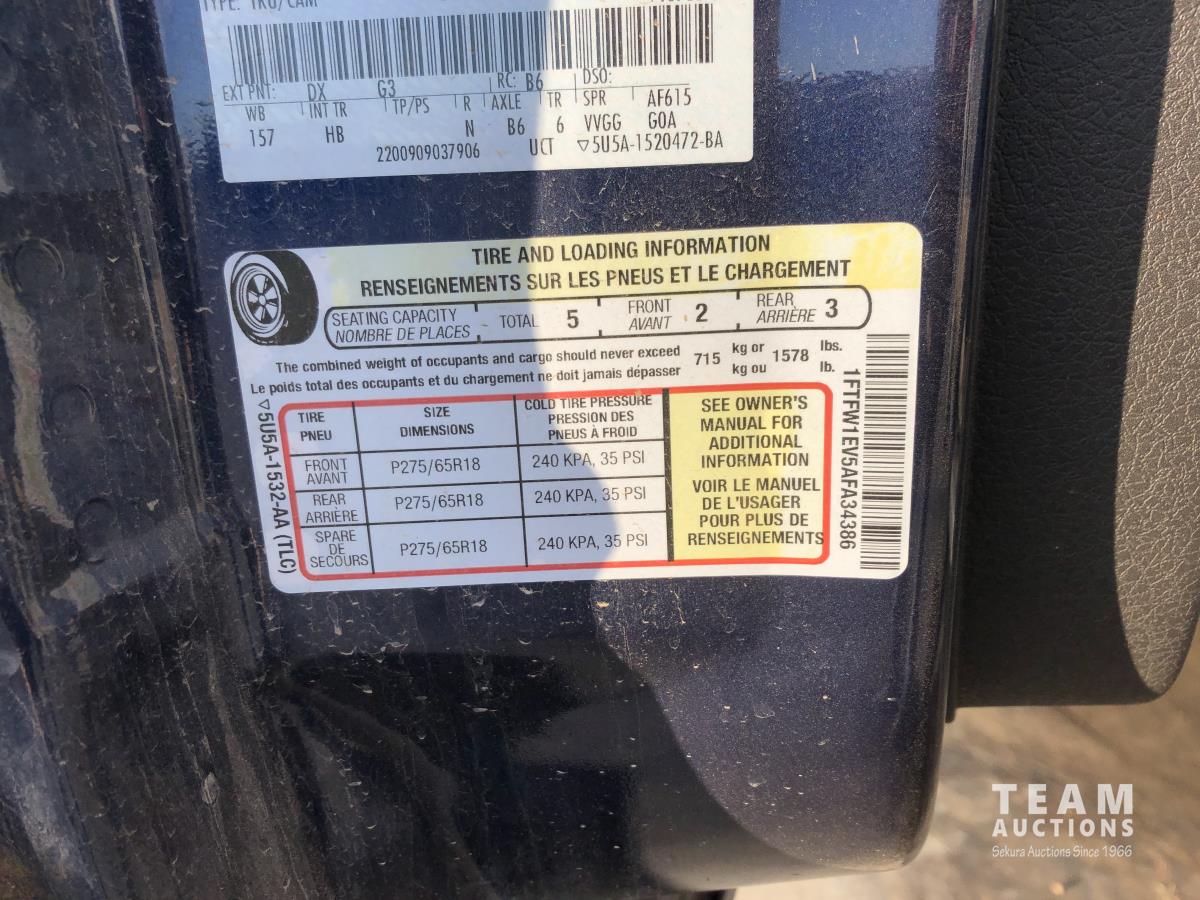 TYPE: TRU/CAM
EXT PNT: DX G3 RC: B6 DSO:
WB INT TR TP/PS R AXLE TR SPR AF615
157 HB N B6 6 VVGG G0A
2200909037906 UCT ▽5U5A-1520472-BA
TIRE AND LOADING INFORMATION
RENSEIGNEMENTS SUR LES PNEUS ET LE CHARGEMENT
SEATING CAPACITY
NOMBRE DE PLACES
TOTAL 5
FRONT
AVANT
2
REAR
ARRIÈRE
3
The combined weight of occupants and cargo should never exceed
Le poids total des occupants et du chargement ne doit jamais dépasser
715
kg or
kg ou
1578
lbs.
lb.
TIRE
PNEU
SIZE
DIMENSIONS
COLD TIRE PRESSURE
PRESSION DES
PNEUS À FROID
FRONT
AVANT
P275/65R18
240 KPA, 35 PSI
REAR
ARRIÈRE
P275/65R18
240 KPA, 35 PSI
SPARE
DE
SECOURS
P275/65R18
240 KPA, 35 PSI
SEE OWNER'S
MANUAL FOR
ADDITIONAL
INFORMATION
VOIR LE MANUEL
DE L'USAGER
POUR PLUS DE
RENSEIGNEMENTS
▽5U5A-1532-AA (TLC)
1FTFW1EV5AFA34386
TEAM
AUCTIONS
Sekura Auctions Since 1966